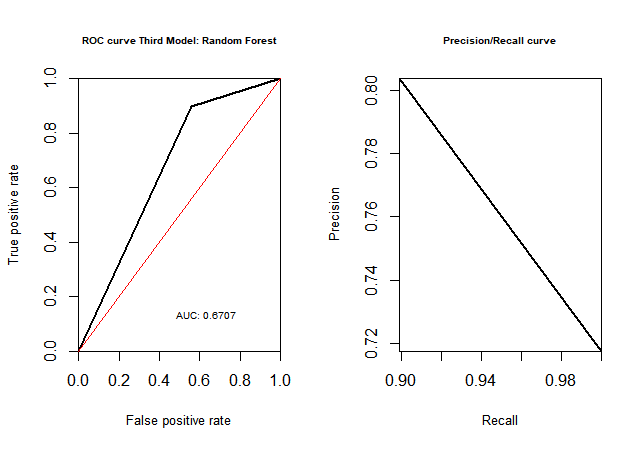 ROC curve Third Model: Random Forest
True positive rate
1.0
0.8
0.6
0.4
0.2
0.0
AUC: 0.6707
0.0 0.2 0.4 0.6 0.8 1.0
False positive rate
Precision/Recall curve
Precision
0.80
0.78
0.76
0.74
0.72
0.90 0.94 0.98
Recall